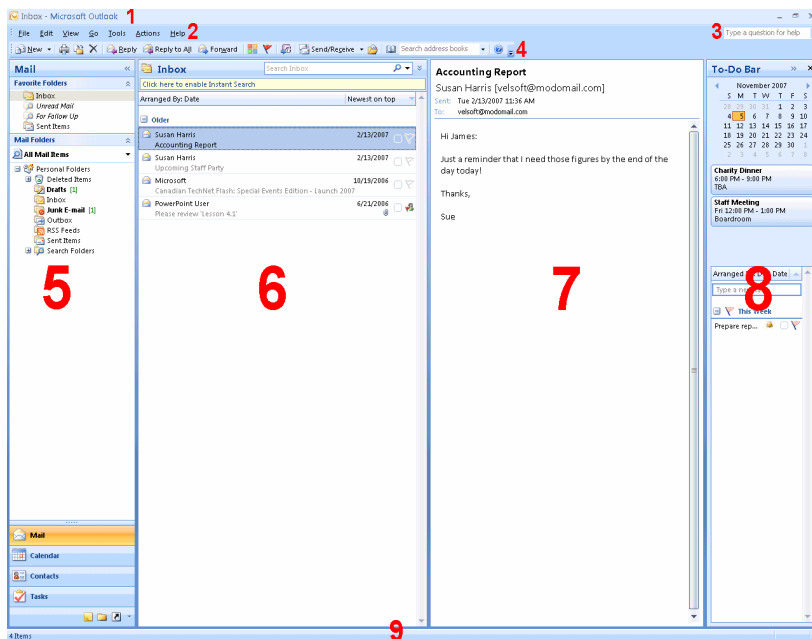 Inbox - Microsoft Outlook 1
File Edit View Go Tools Actions Help 2
3 Type a question for help
New Reply Reply to All Forward Send/Receive Search address books 4
Mail «
Favorite Folders
Inbox
Unread Mail
For Follow Up
Sent Items
Mail Folders
All Mail Items
Personal Folders
Deleted Items
Drafts [1]
Inbox
Junk E-mail [1]
Outbox
RSS Feeds
Sent Items
Search Folders
5
Mail
Calendar
Contacts
Tasks
Inbox Search Inbox
Click here to enable Instant Search
Arranged By: Date Newest on top
Older
Susan Harris 2/13/2007
Accounting Report
Susan Harris 2/13/2007
Upcoming Staff Party
Microsoft 10/19/2006
Canadian TechNet Flash: Special Events Edition - Launch 2007
PowerPoint User 6/21/2006
Please review 'Lesson 4.1'
6
Accounting Report
Susan Harris [velsoft@modomail.com]
Sent: Tue 2/13/2007 11:36 AM
To: velsoft@modomail.com
Hi James:
Just a reminder that I need those figures by the end of the
day today!
Thanks,
Sue
7
To-Do Bar » ×
November 2007
S M T W T F S
28 29 30 31 1 2 3
4 5 6 7 8 9 10
11 12 13 14 15 16 17
18 19 20 21 22 23 24
25 26 27 28 29 30 1
2 3 4 5 6 7 8
Charity Dinner
6:00 PM - 9:00 PM
TBA
Staff Meeting
Fri 12:00 PM - 1:00 PM
Boardroom
Arranged By: Due Date
Type a ne
8
This Week
Prepare rep...
4 Items
9